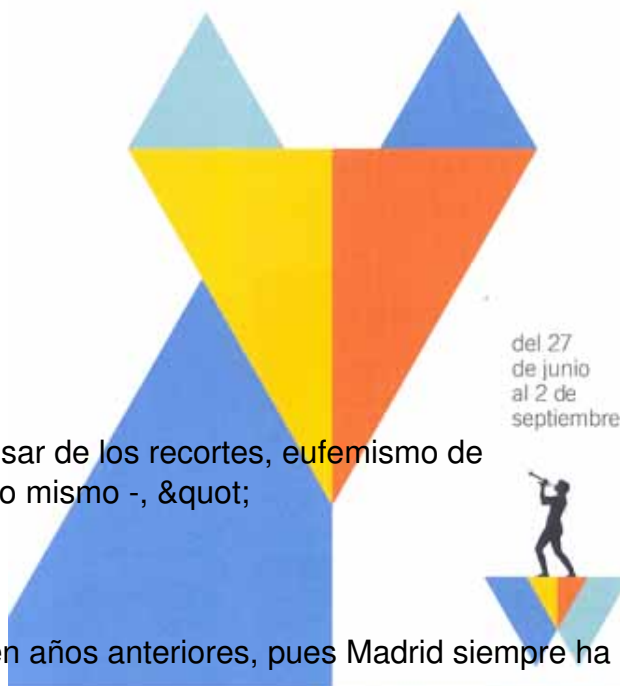 del 27
de junio
al 2 de
septiembre
sar de los recortes, eufemismo de
o mismo -, &quot;
en años anteriores, pues Madrid siempre ha